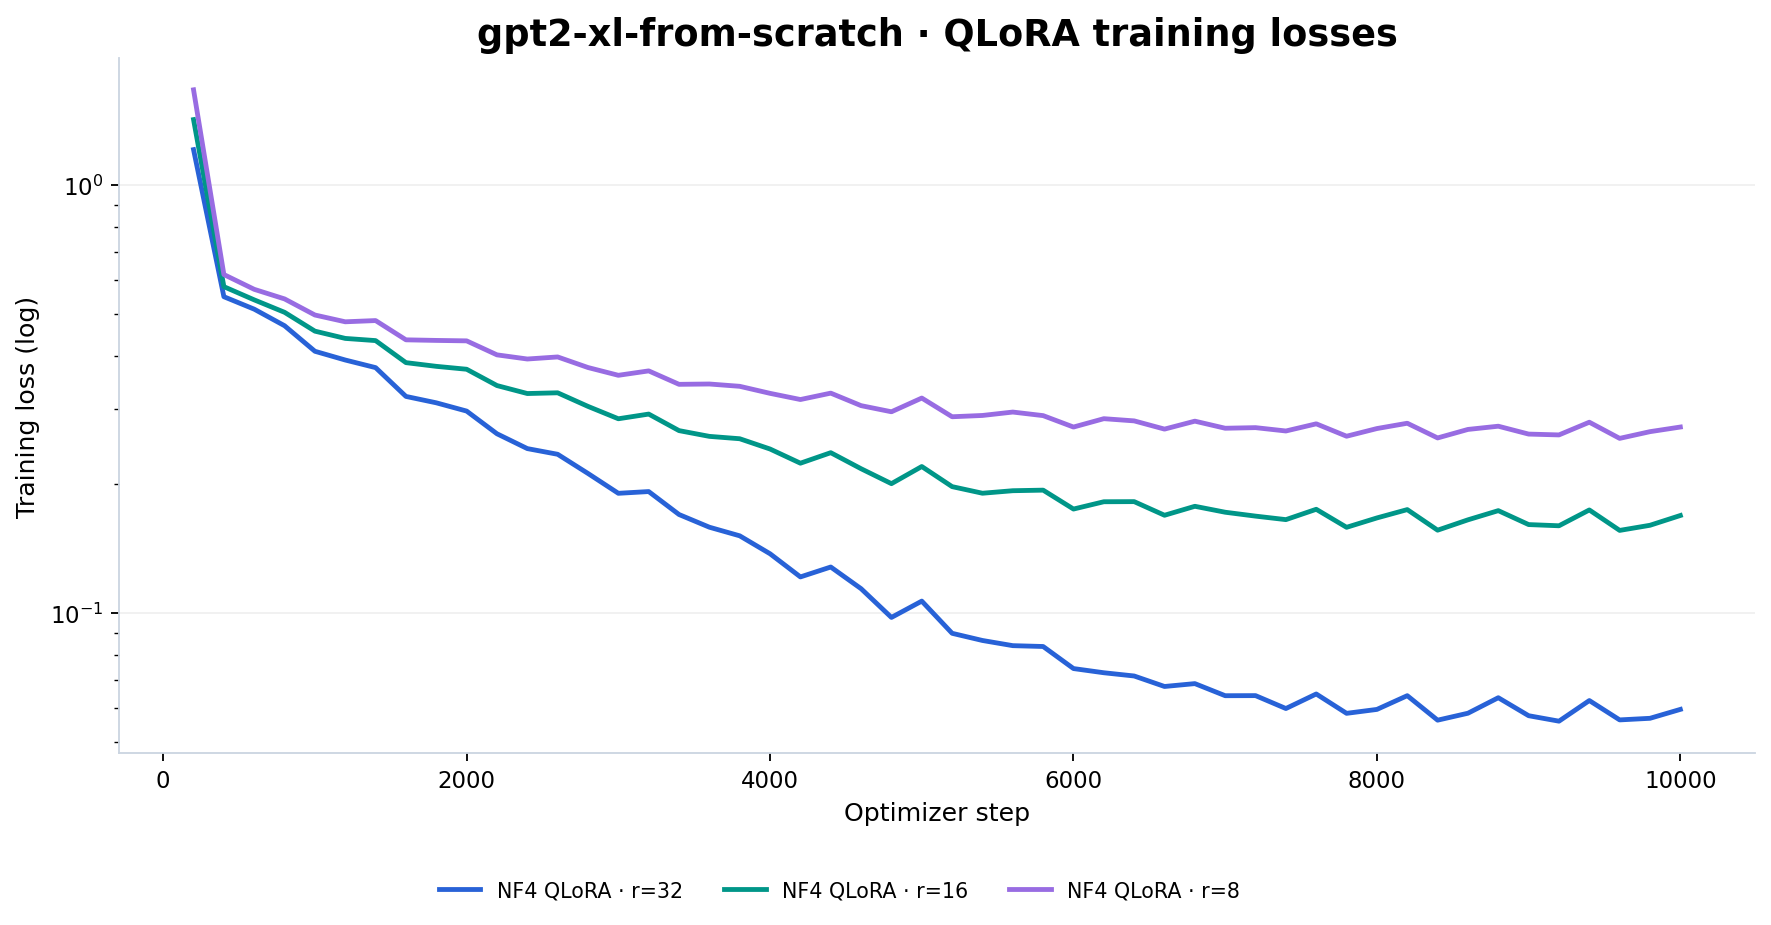 gpt2-xl-from-scratch · QLoRA training losses
Training loss (log)
10⁰
10⁻¹
0 2000 4000 6000 8000 10000
Optimizer step
NF4 QLoRA · r=32 NF4 QLoRA · r=16 NF4 QLoRA · r=8